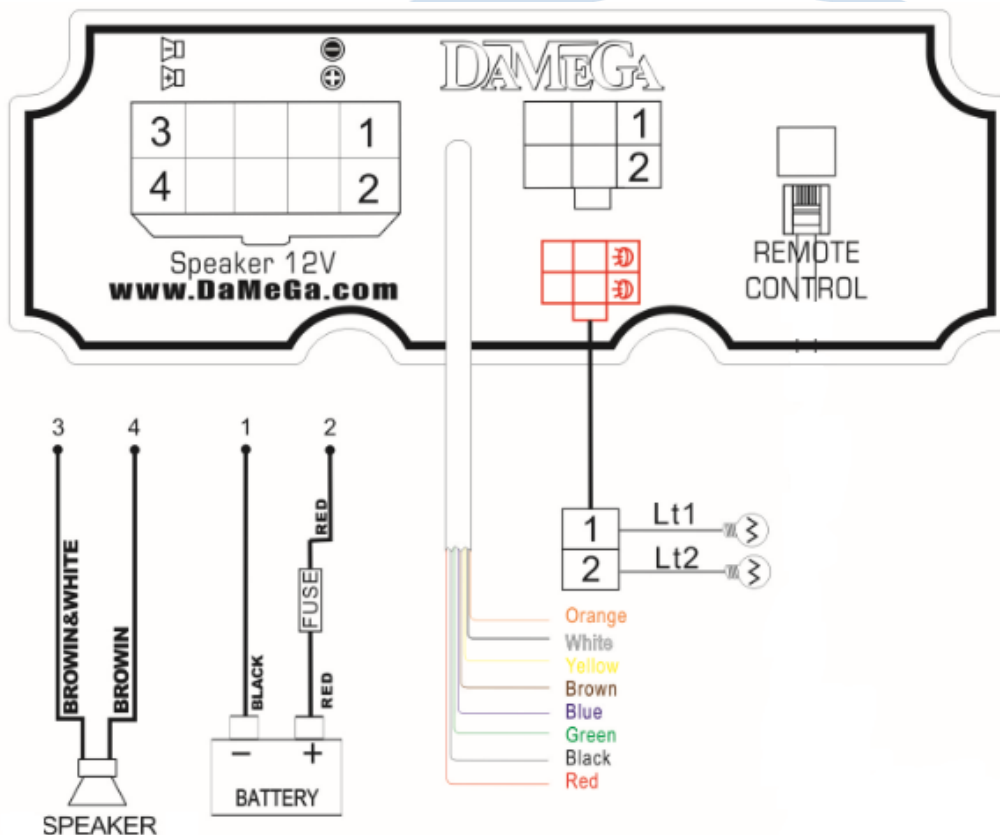 DAMEGA
3 1
4 2
1
2
Speaker 12V
www.DaMeGa.com
REMOTE
CONTROL
3 4 1 2
BROWIN&WHITE
BROWIN
BLACK
RED
FUSE
RED
− +
BATTERY
SPEAKER
1 Lt1
2 Lt2
Orange
White
Yellow
Brown
Blue
Green
Black
Red